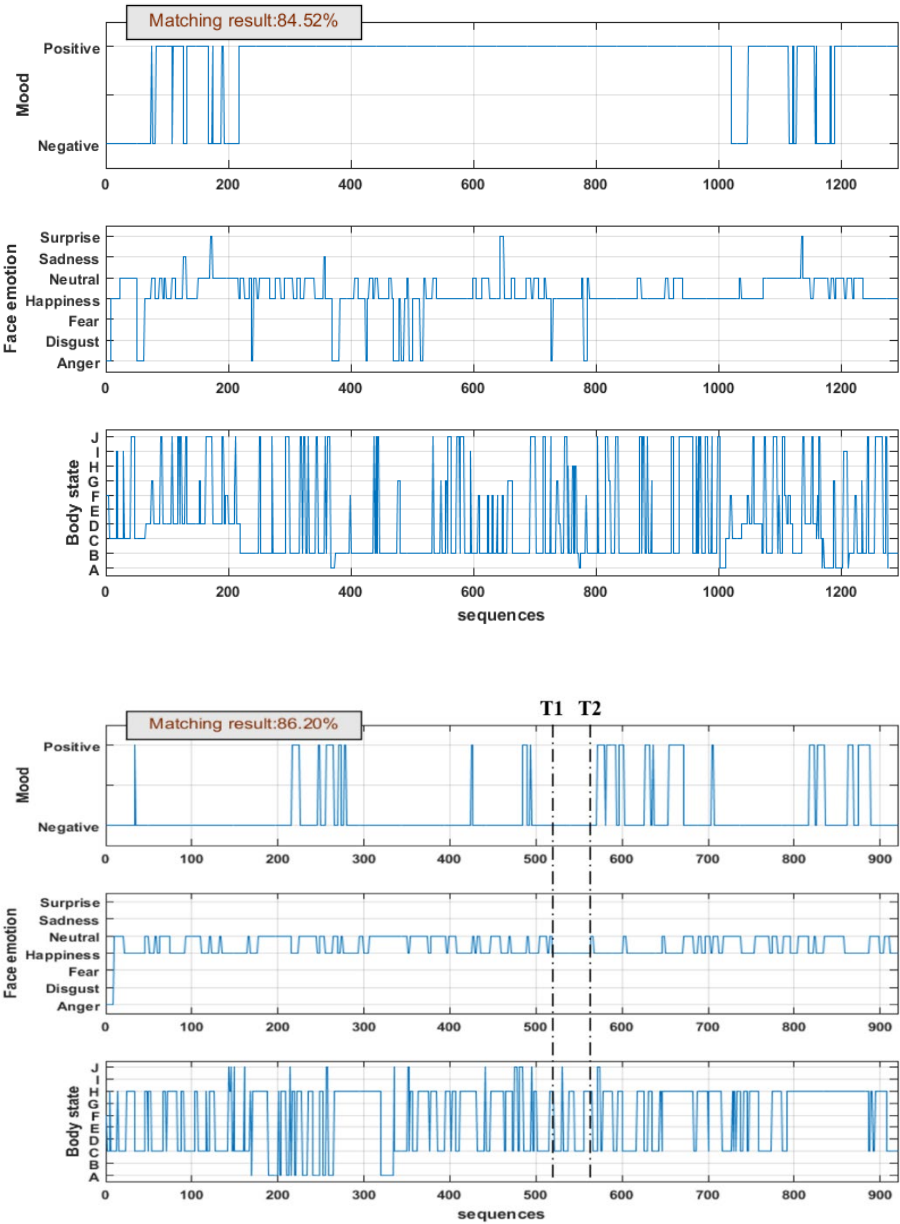 Matching result:84.52%
Mood
Positive
Negative
0 200 400 600 800 1000 1200
Face emotion
Surprise
Sadness
Neutral
Happiness
Fear
Disgust
Anger
0 200 400 600 800 1000 1200
Body state
J
I
H
G
F
E
D
C
B
A
0 200 400 600 800 1000 1200
sequences
T1 T2
Matching result:86.20%
Mood
Positive
Negative
0 100 200 300 400 500 600 700 800 900
Face emotion
Surprise
Sadness
Neutral
Happiness
Fear
Disgust
Anger
0 100 200 300 400 500 600 700 800 900
Body state
J
I
H
G
F
E
D
C
B
A
0 100 200 300 400 500 600 700 800 900
sequences